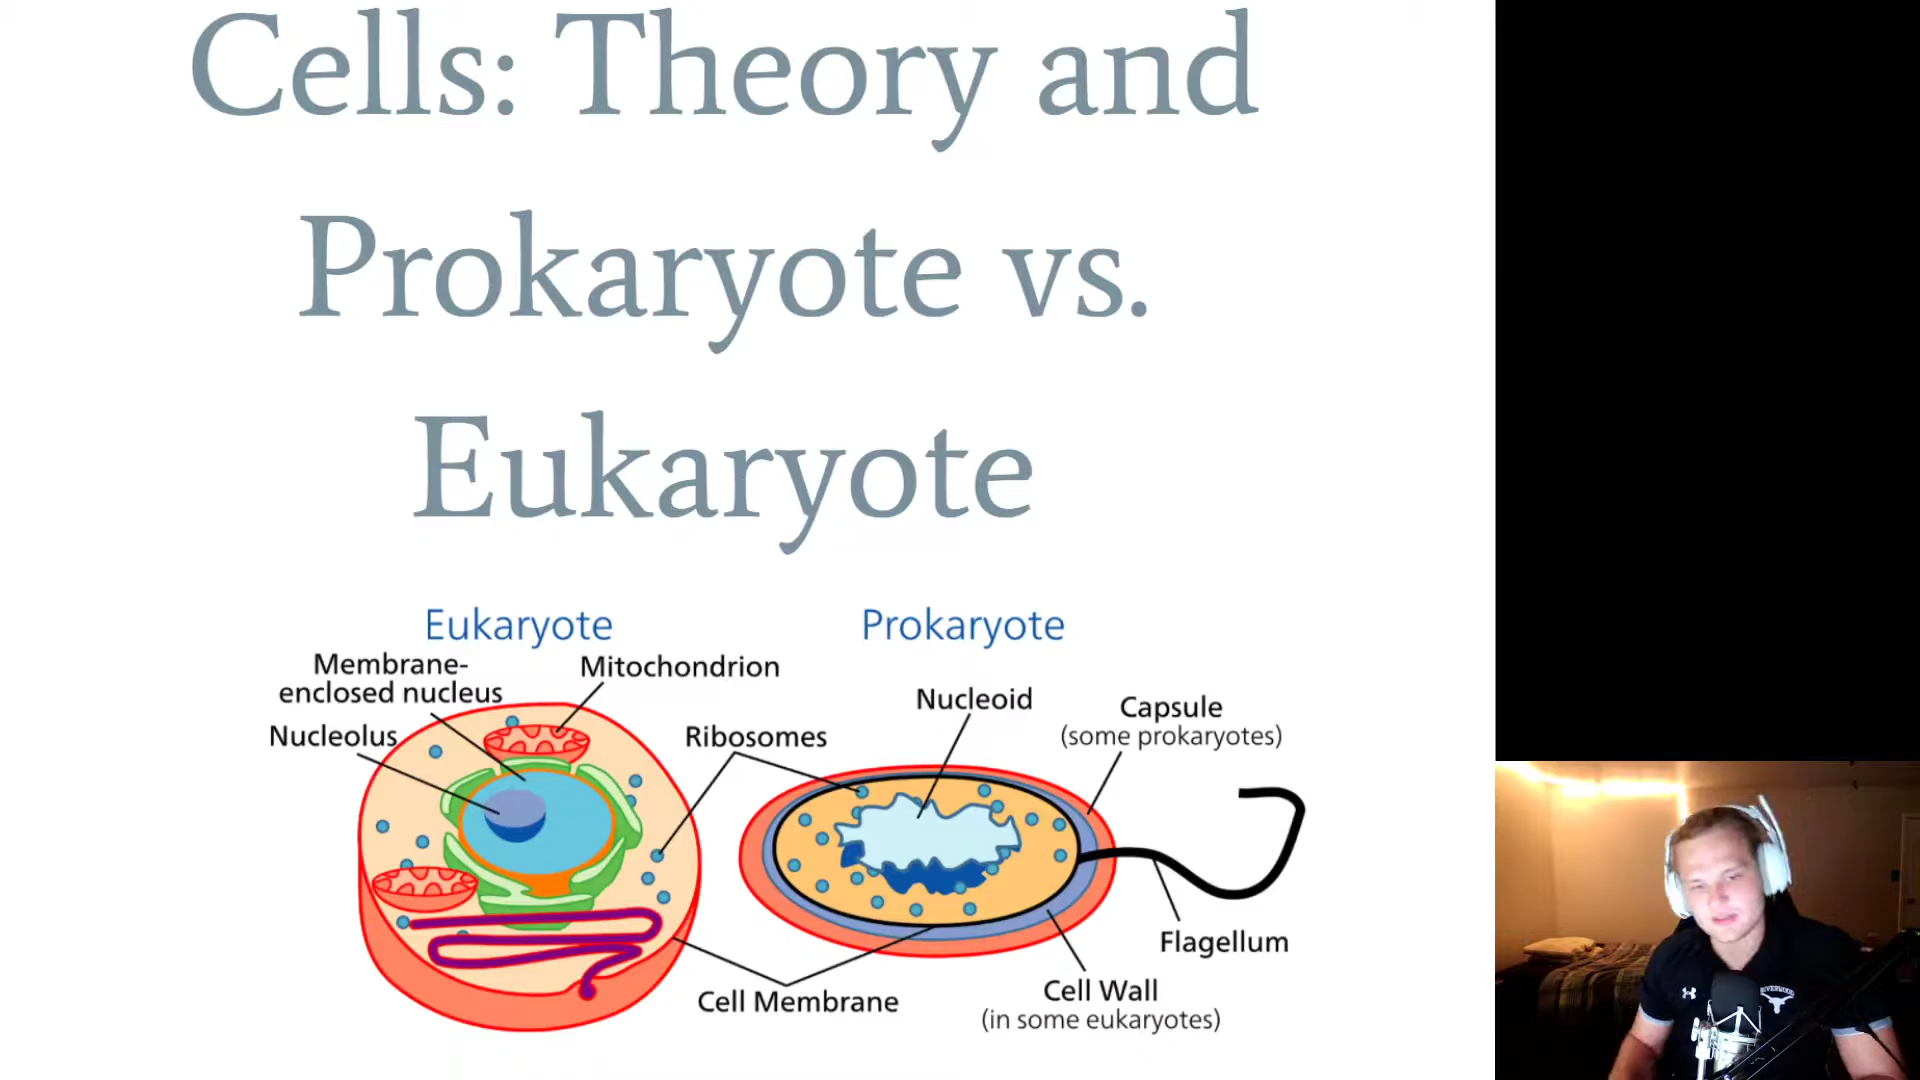 Cells: Theory and
Prokaryote vs.
Eukaryote
Eukaryote
Prokaryote
Membrane-
enclosed nucleus
Mitochondrion
Nucleolus
Ribosomes
Nucleoid
Capsule
(some prokaryotes)
Flagellum
Cell Membrane
Cell Wall
(in some eukaryotes)
RIVERWOOD